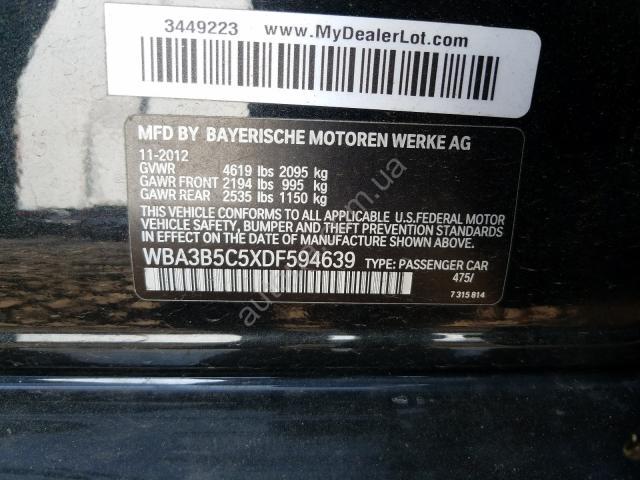 3449223 www.MyDealerLot.com
MFD BY BAYERISCHE MOTOREN WERKE AG
11-2012
GVWR 4619 lbs 2095 kg
GAWR FRONT 2194 lbs 995 kg
GAWR REAR 2535 lbs 1150 kg
THIS VEHICLE CONFORMS TO ALL APPLICABLE U.S.FEDERAL MOTOR
VEHICLE SAFETY, BUMPER AND THEFT PREVENTION STANDARDS
IN EFFECT ON THE DATE OF MANUFACTURE SHOWN ABOVE.
WBA3B5C5XDF594639 TYPE: PASSENGER CAR
475/
7 315 814